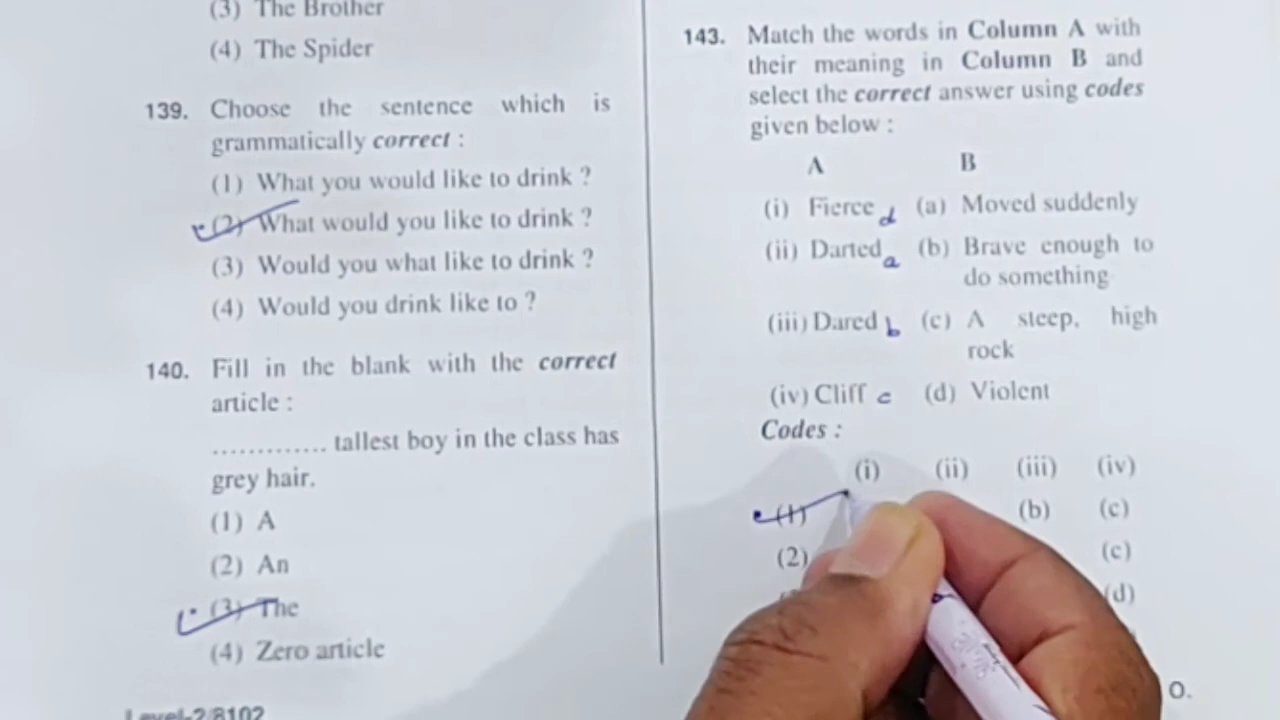 (3) The Brother
(4) The Spider
139. Choose the sentence which is
grammatically correct :
(1) What you would like to drink ?
(2) What would you like to drink ?
(3) Would you what like to drink ?
(4) Would you drink like to ?
140. Fill in the blank with the correct
article :
............. tallest boy in the class has
grey hair.
(1) A
(2) An
(3) The
(4) Zero article
Level-2/8102
143. Match the words in Column A with
their meaning in Column B and
select the correct answer using codes
given below :
A B
(i) Fierce d (a) Moved suddenly
(ii) Darted a (b) Brave enough to
do something
(iii) Dared b (c) A steep, high
rock
(iv) Cliff c (d) Violent
Codes :
(i) (ii) (iii) (iv)
(1) (b) (c)
(2) (c)
(d)
O.